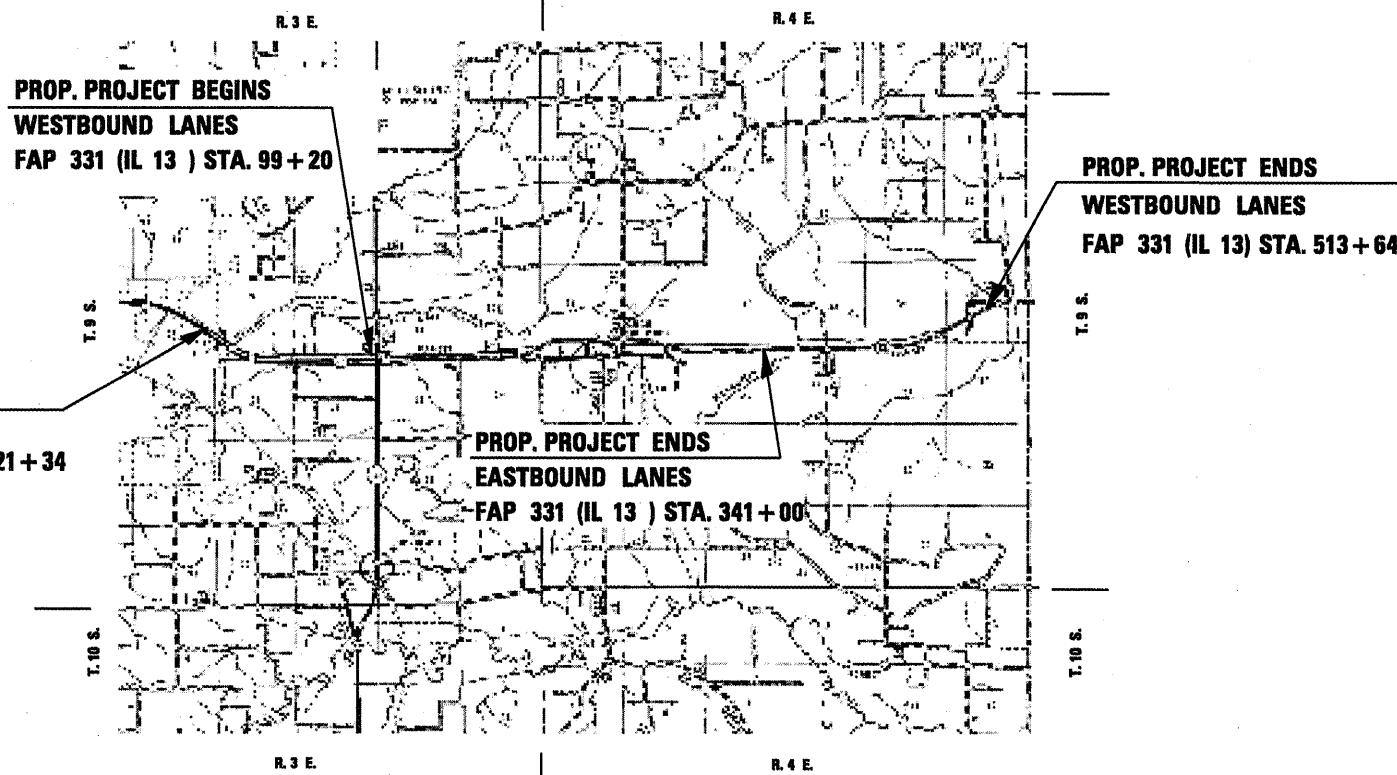 R. 3 E.
R. 4 E.
PROP. PROJECT BEGINS
WESTBOUND LANES
FAP 331 (IL 13 ) STA. 99+20
PROP. PROJECT ENDS
WESTBOUND LANES
FAP 331 (IL 13) STA. 513+64
T. 9 S.
T. 9 S.
21+34
PROP. PROJECT ENDS
EASTBOUND LANES
FAP 331 (IL 13 ) STA. 341+00
T. 10 S.
T. 10 S.
R. 3 E.
R. 4 E.